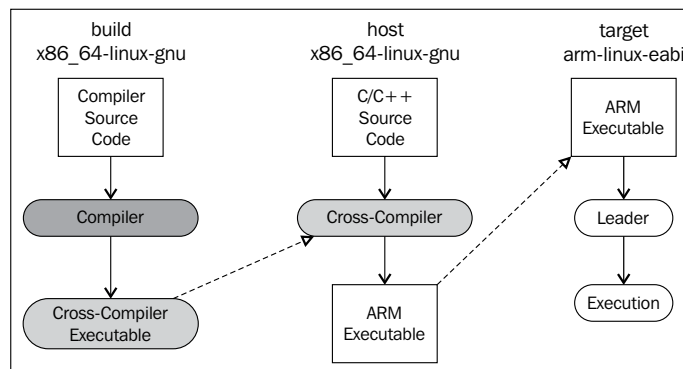 build
x86_64-linux-gnu
Compiler
Source
Code
Compiler
Cross-Compiler
Executable
host
x86_64-linux-gnu
C/C++
Source
Code
Cross-Compiler
ARM
Executable
target
arm-linux-eabi
ARM
Executable
Leader
Execution